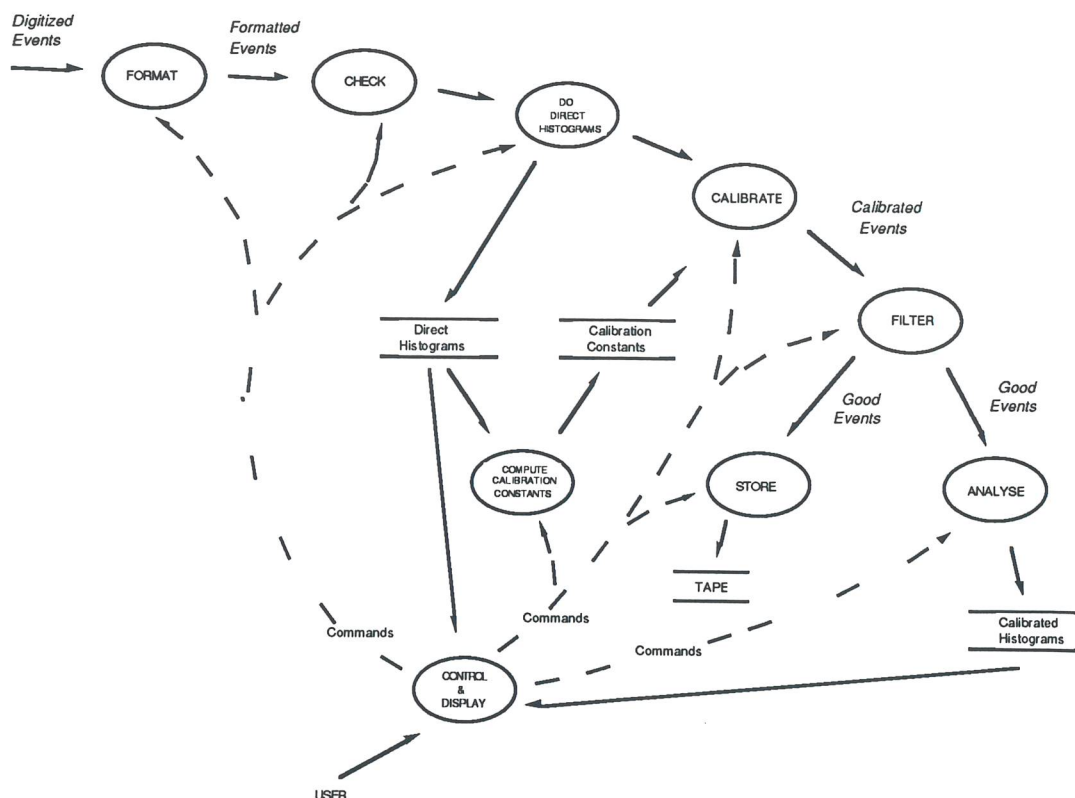 Digitized
Events
Formatted
Events
FORMAT
CHECK
DO
DIRECT
HISTOGRAMS
CALIBRATE
Calibrated
Events
FILTER
Direct
Histograms
Calibration
Constants
Good
Events
Good
Events
COMPUTE
CALIBRATION
CONSTANTS
STORE
ANALYSE
TAPE
Commands
Commands
Commands
Calibrated
Histograms
CONTROL
&
DISPLAY
USER